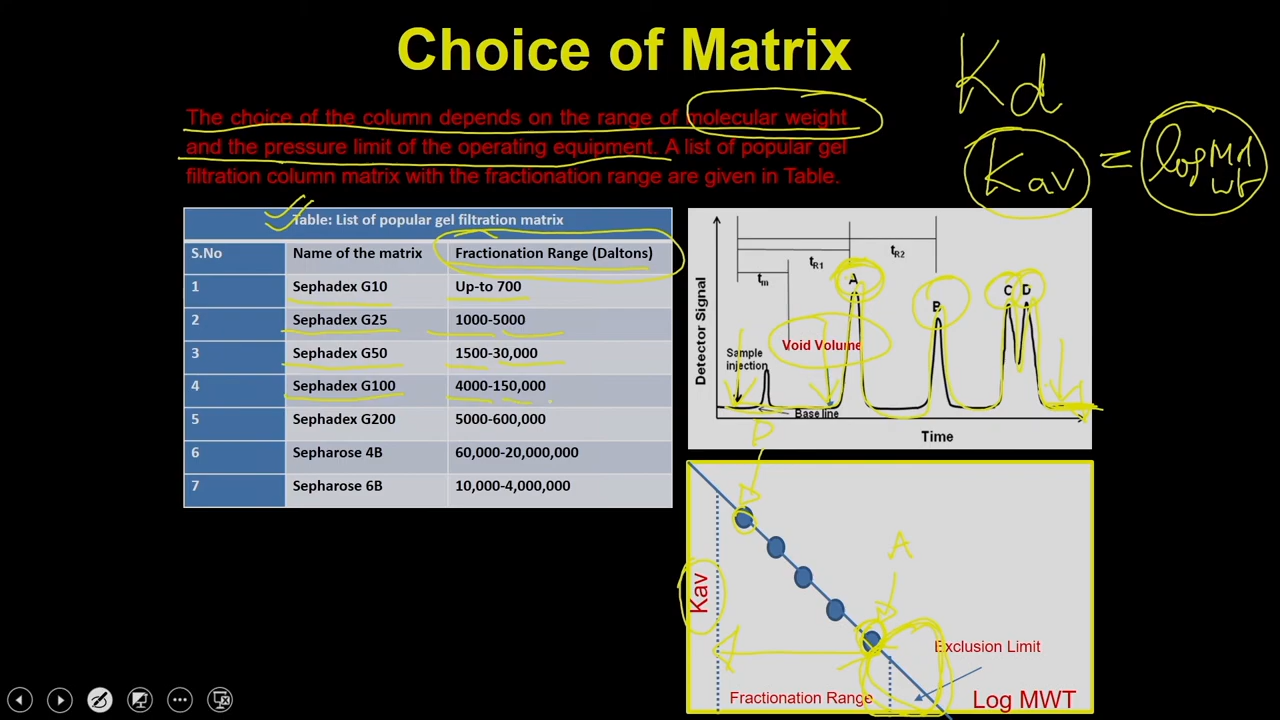 Choice of Matrix
The choice of the column depends on the range of molecular weight
and the pressure limit of the operating equipment. A list of popular gel
filtration column matrix with the fractionation range are given in Table.
Kd
Kav = log Mol
wt
Table: List of popular gel filtration matrix
S.No Name of the matrix Fractionation Range (Daltons)
1 Sephadex G10 Up-to 700
2 Sephadex G25 1000-5000
3 Sephadex G50 1500-30,000
4 Sephadex G100 4000-150,000
5 Sephadex G200 5000-600,000
6 Sepharose 4B 60,000-20,000,000
7 Sepharose 6B 10,000-4,000,000
Detector Signal
tR1
tR2
tm
A
B
C
D
Void Volume
Sample
injection
Base line
Time
D
A
Kav
Exclusion Limit
Fractionation Range
Log MWT